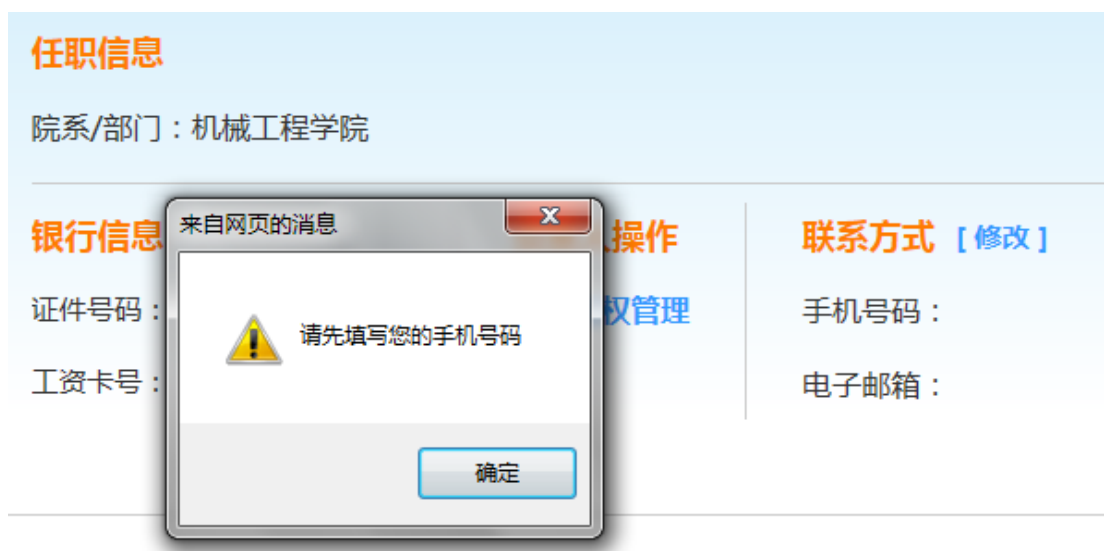 任职信息
院系/部门：机械工程学院
来自网页的消息
银行信息
操作
联系方式 [修改]
证件号码：
请先填写您的手机号码
权管理
手机号码：
工资卡号：
电子邮箱：
确定